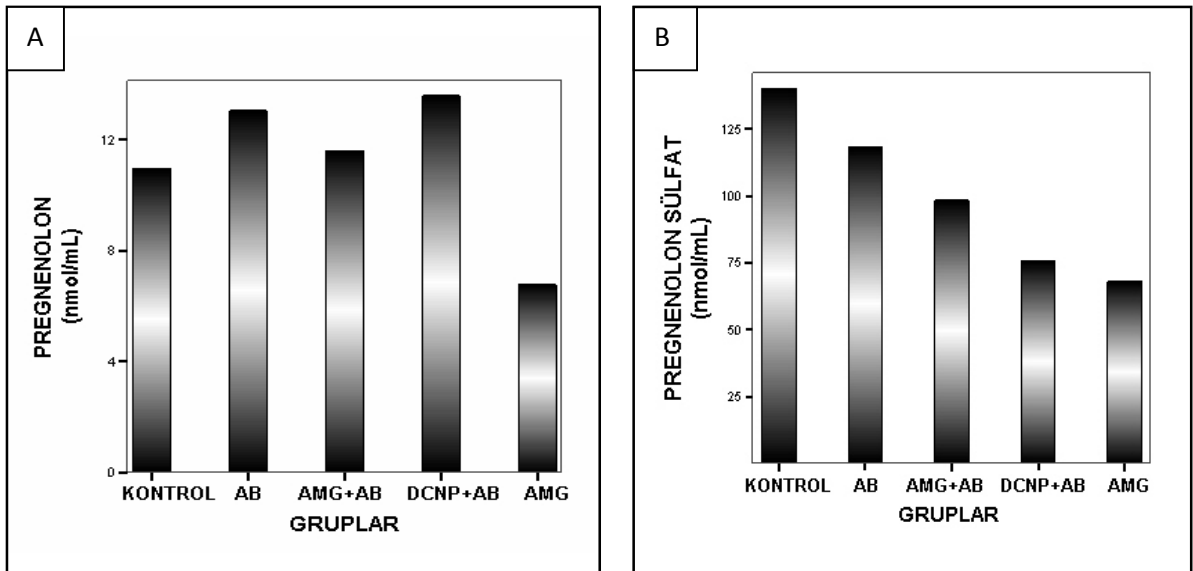 A
PREGNENOLON
(nmol/mL)
12
8
4
0
KONTROL AB AMG+AB DCNP+AB AMG
GRUPLAR
B
PREGNENOLON SÜLFAT
(nmol/mL)
125
100
75
50
25
KONTROL AB AMG+AB DCNP+AB AMG
GRUPLAR